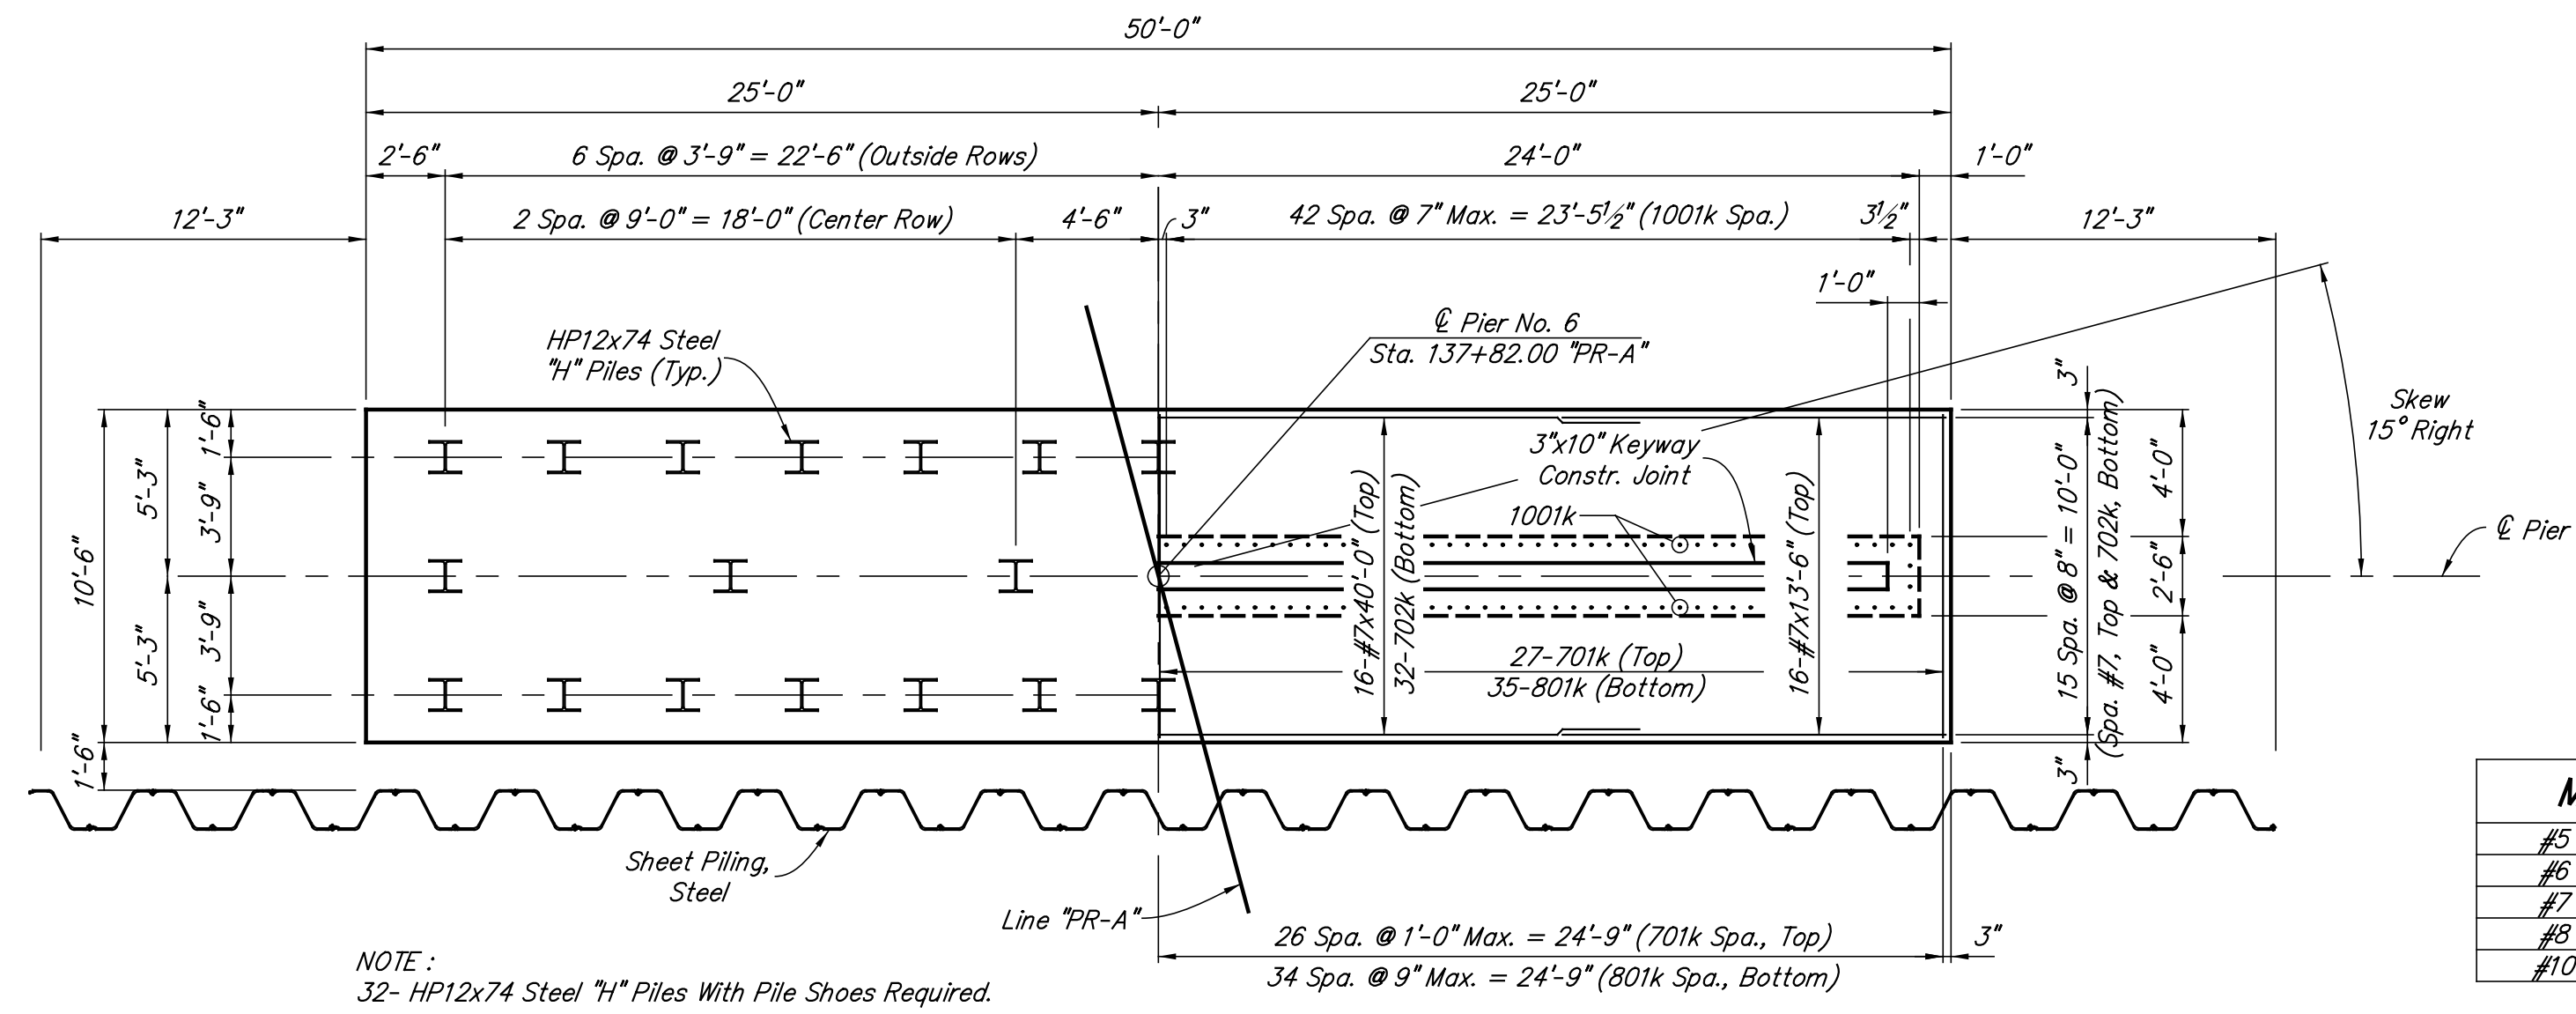 50'-0"
25'-0"
25'-0"
2'-6"
6 Spa. @ 3'-9" = 22'-6" (Outside Rows)
24'-0"
1'-0"
12'-3"
2 Spa. @ 9'-0" = 18'-0" (Center Row)
4'-6"
3"
42 Spa. @ 7" Max. = 23'-5½" (1001k Spa.)
3½"
12'-3"
1'-0"
HP12x74 Steel
"H" Piles (Typ.)
℄ Pier No. 6
Sta. 137+82.00 "PR-A"
Skew
15° Right
℄ Pier
3"x10" Keyway
Constr. Joint
1001k
16-#7x40'-0" (Top)
32-702k (Bottom)
16-#7x13'-6" (Top)
27-701k (Top)
35-801k (Bottom)
1'-6"
3'-9"
3'-9"
1'-6"
5'-3"
5'-3"
10'-6"
1'-6"
3"
15 Spa. @ 8" = 10'-0"
(Spa. #7, Top & 702k, Bottom)
3"
4'-0"
2'-6"
4'-0"
Sheet Piling,
Steel
Line "PR-A"
26 Spa. @ 1'-0" Max. = 24'-9" (701k Spa., Top)
3"
34 Spa. @ 9" Max. = 24'-9" (801k Spa., Bottom)
NOTE :
32- HP12x74 Steel "H" Piles With Pile Shoes Required.
#5
#6
#7
#8
#10